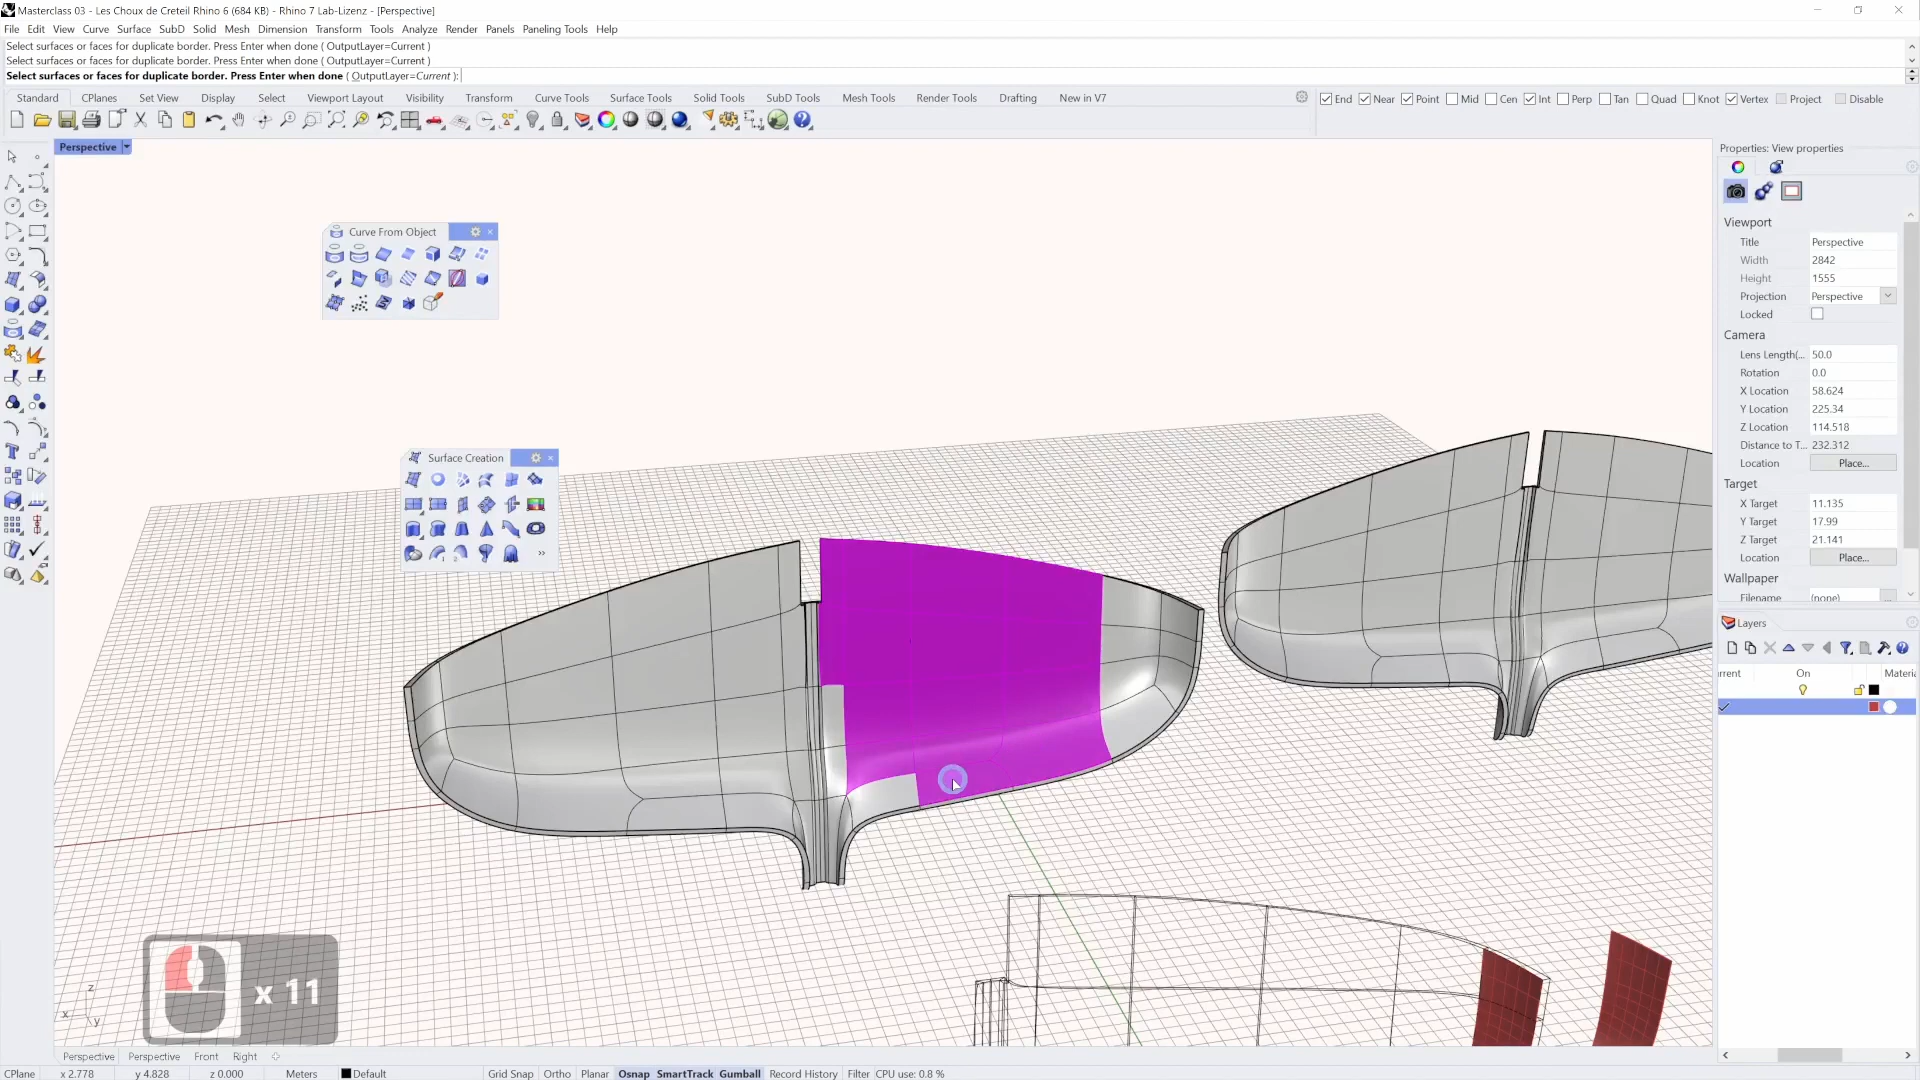 Masterclass 03 - Les Choux de Creteil Rhino 6 (684 KB) - Rhino 7 Lab-Lizenz - [Perspective]
File Edit View Curve Surface SubD Solid Mesh Dimension Transform Tools Analyze Render Panels Paneling Tools Help
Select surfaces or faces for duplicate border. Press Enter when done ( OutputLayer=Current )
Select surfaces or faces for duplicate border. Press Enter when done ( OutputLayer=Current )
Select surfaces or faces for duplicate border. Press Enter when done ( OutputLayer=Current ):
Standard CPlanes Set View Display Select Viewport Layout Visibility Transform Curve Tools Surface Tools Solid Tools SubD Tools Mesh Tools Render Tools Drafting New in V7
End Near Point Mid Cen Int Perp Tan Quad Knot Vertex Project Disable
Perspective
Curve From Object
Surface Creation
x 11
z
x
y
Properties: View properties
Viewport
Title Perspective
Width 2842
Height 1555
Projection Perspective
Locked
Camera
Lens Length(... 50.0
Rotation 0.0
X Location 58.624
Y Location 225.34
Z Location 114.518
Distance to T... 232.312
Location Place...
Target
X Target 11.135
Y Target 17.99
Z Target 21.141
Location Place...
Wallpaper
Filename (none)
Layers
rrent On Materia
Perspective Perspective Front Right
CPlane x 2.778 y 4.828 z 0.000 Meters Default Grid Snap Ortho Planar Osnap SmartTrack Gumball Record History Filter CPU use: 0.8 %